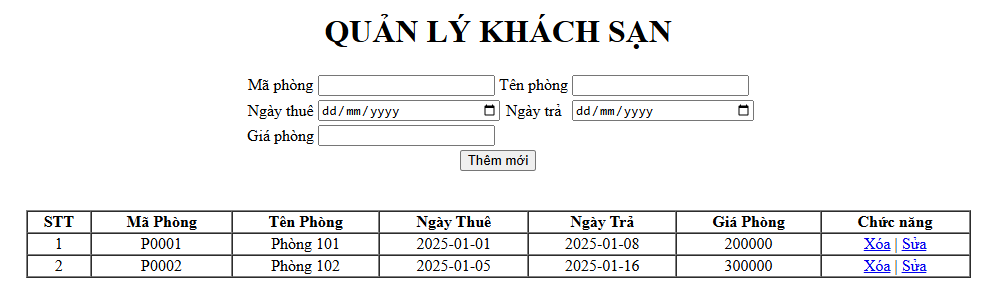 QUẢN LÝ KHÁCH SẠN
Mã phòng Tên phòng
Ngày thuê dd/mm/yyyy Ngày trả dd/mm/yyyy
Giá phòng
Thêm mới
STT Mã Phòng Tên Phòng Ngày Thuê Ngày Trả Giá Phòng Chức năng
1 P0001 Phòng 101 2025-01-01 2025-01-08 200000 Xóa | Sửa
2 P0002 Phòng 102 2025-01-05 2025-01-16 300000 Xóa | Sửa